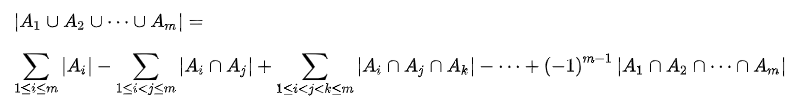 |A₁ ∪ A₂ ∪ ⋯ ∪ Aₘ| =
∑_{1≤i≤m} |Aᵢ| − ∑_{1≤i<j≤m} |Aᵢ ∩ Aⱼ| + ∑_{1≤i<j<k≤m} |Aᵢ ∩ Aⱼ ∩ Aₖ| − ⋯ + (−1)^{m−1} |A₁ ∩ A₂ ∩ ⋯ ∩ Aₘ|